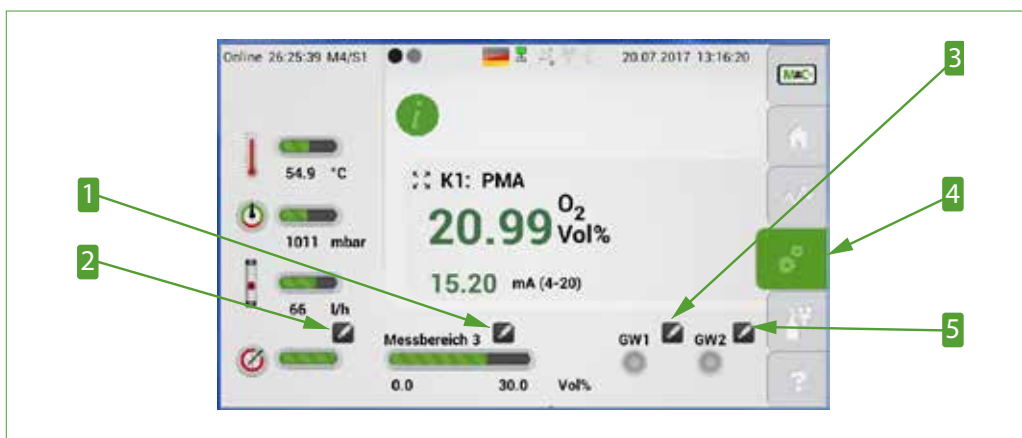 Online 26:25:39 M4/S1 20.07.2017 13:16:20
M&C
3
54.9 °C
K1: PMA
1
20.99 O2 Vol%
4
1011 mbar
2
15.20 mA (4-20)
66 l/h
Messbereich 3 GW1 GW2
5
0.0 30.0 Vol%
?